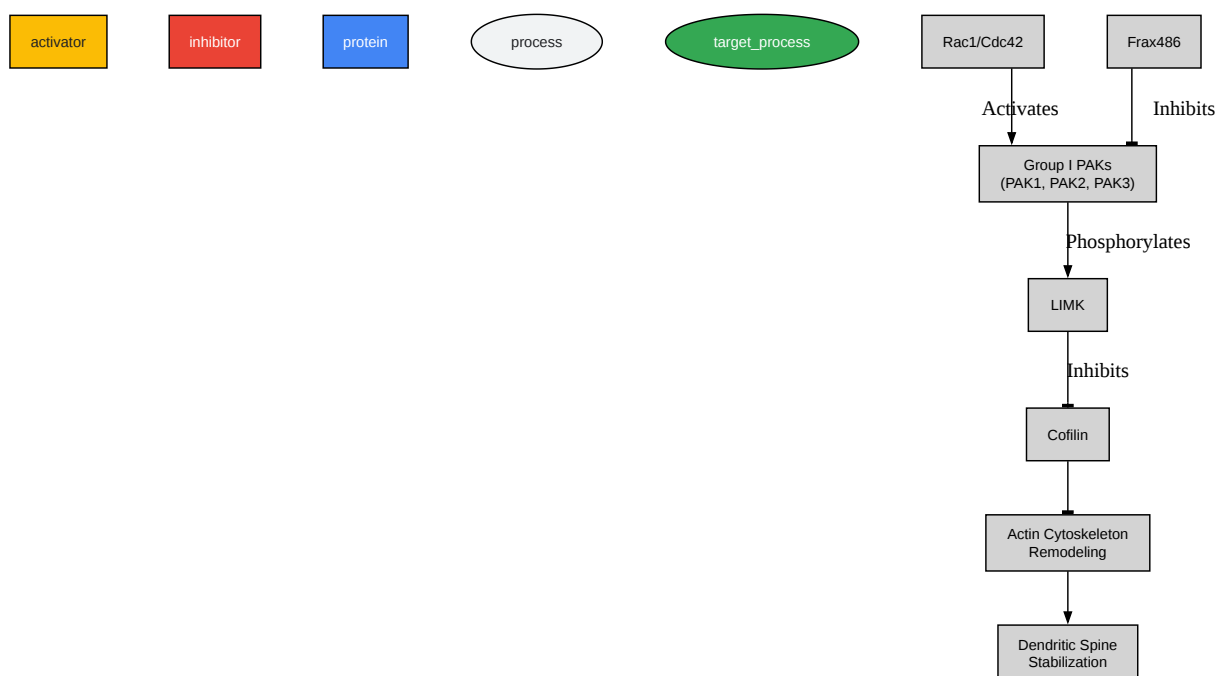 activator
inhibitor
protein
process
target_process
Rac1/Cdc42
Frax486
Activates
Inhibits
Group I PAKs
(PAK1, PAK2, PAK3)
Phosphorylates
LIMK
Inhibits
Cofilin
Actin Cytoskeleton
Remodeling
Dendritic Spine
Stabilization